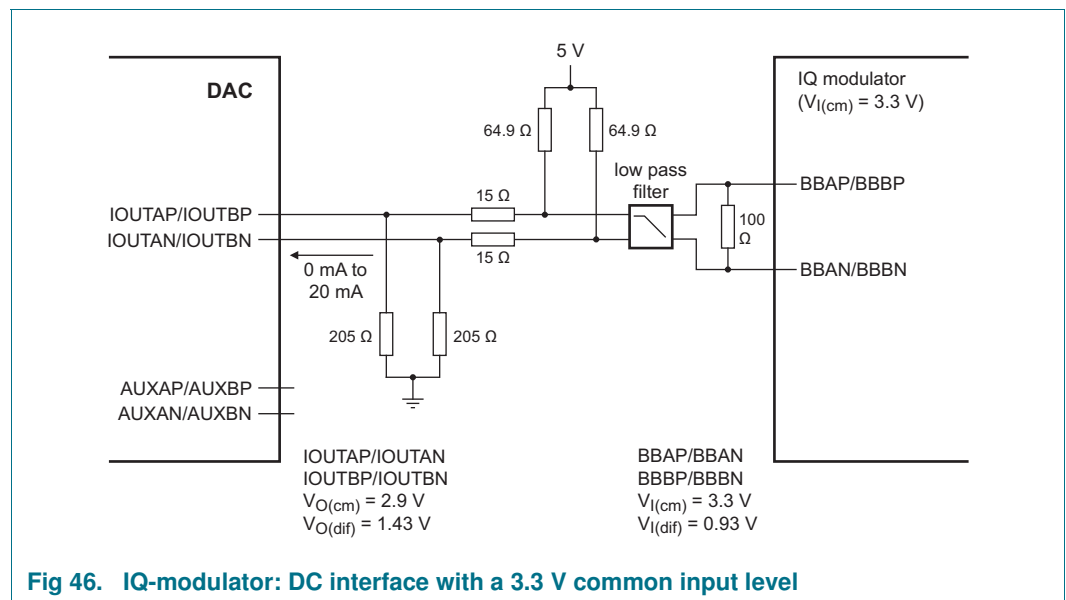 5 V
DAC
IQ modulator
(VI(cm) = 3.3 V)
64.9 Ω
64.9 Ω
low pass
filter
15 Ω
BBAP/BBBP
IOUTAP/IOUTBP
100
Ω
IOUTAN/IOUTBN
15 Ω
BBAN/BBBN
0 mA to
20 mA
205 Ω
205 Ω
AUXAP/AUXBP
AUXAN/AUXBN
IOUTAP/IOUTAN
IOUTBP/IOUTBN
VO(cm) = 2.9 V
VO(dif) = 1.43 V
BBAP/BBAN
BBBP/BBBN
VI(cm) = 3.3 V
VI(dif) = 0.93 V
Fig 46. IQ-modulator: DC interface with a 3.3 V common input level